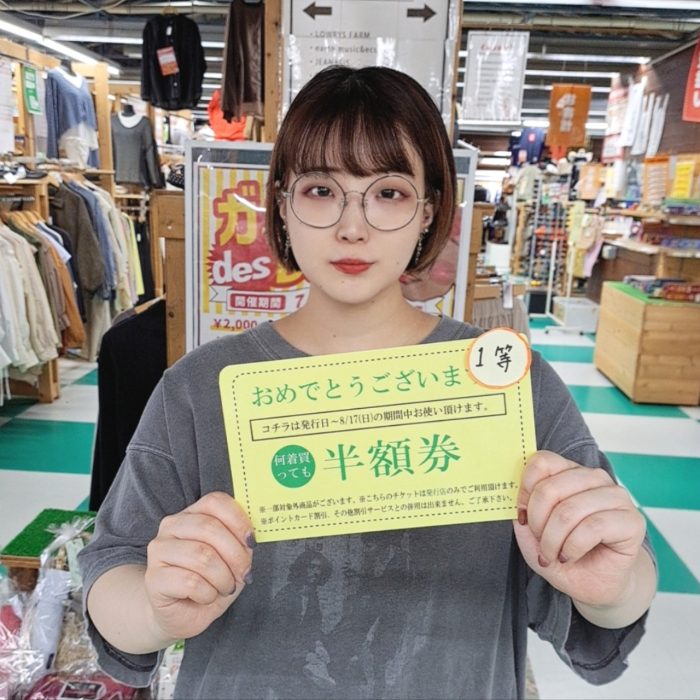 ・LOWRYS FARM
・earth music&eco
・JEANASIS
ガ
des
開催期間
¥2,000
1等
おめでとうございま
コチラは発行日～8/17(日)の期間中お使い頂けます。
何着買
っても
半額券
※一部対象外商品がございます。※こちらのチケットは発行店のみでご利用頂けます。
※ポイントカード割引、その他割引サービスとの併用は出来ません。ご了承下さい。